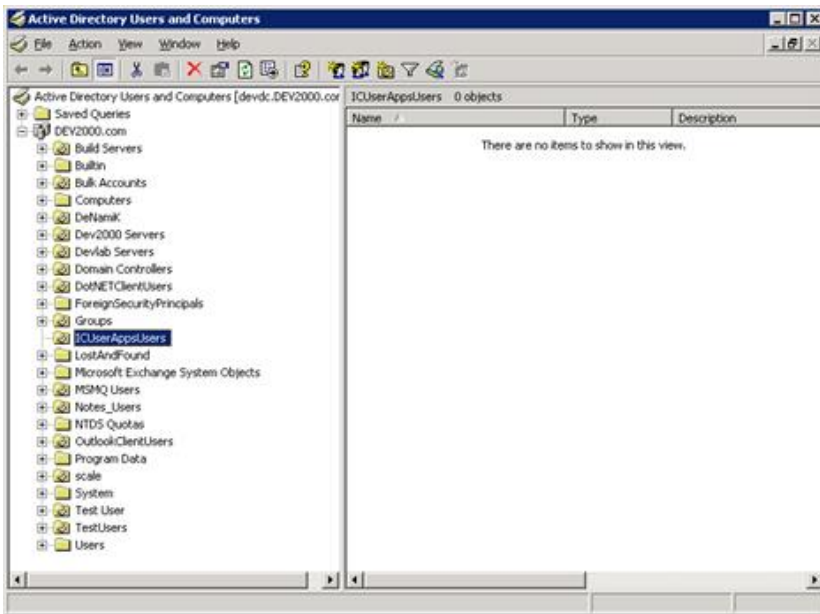 Active Directory Users and Computers
File Action View Window Help
Active Directory Users and Computers [devdc.DEV2000.com
ICUserAppsUsers 0 objects
Name Type Description
There are no items to show in this view.
Saved Queries
DEV2000.com
Build Servers
Builtin
Bulk Accounts
Computers
DeNamiK
Dev2000 Servers
Devlab Servers
Domain Controllers
DotNETClientUsers
ForeignSecurityPrincipals
Groups
ICUserAppsUsers
LostAndFound
Microsoft Exchange System Objects
MSMQ Users
Notes_Users
NTDS Quotas
OutlookClientUsers
Program Data
scale
System
Test User
TestUsers
Users